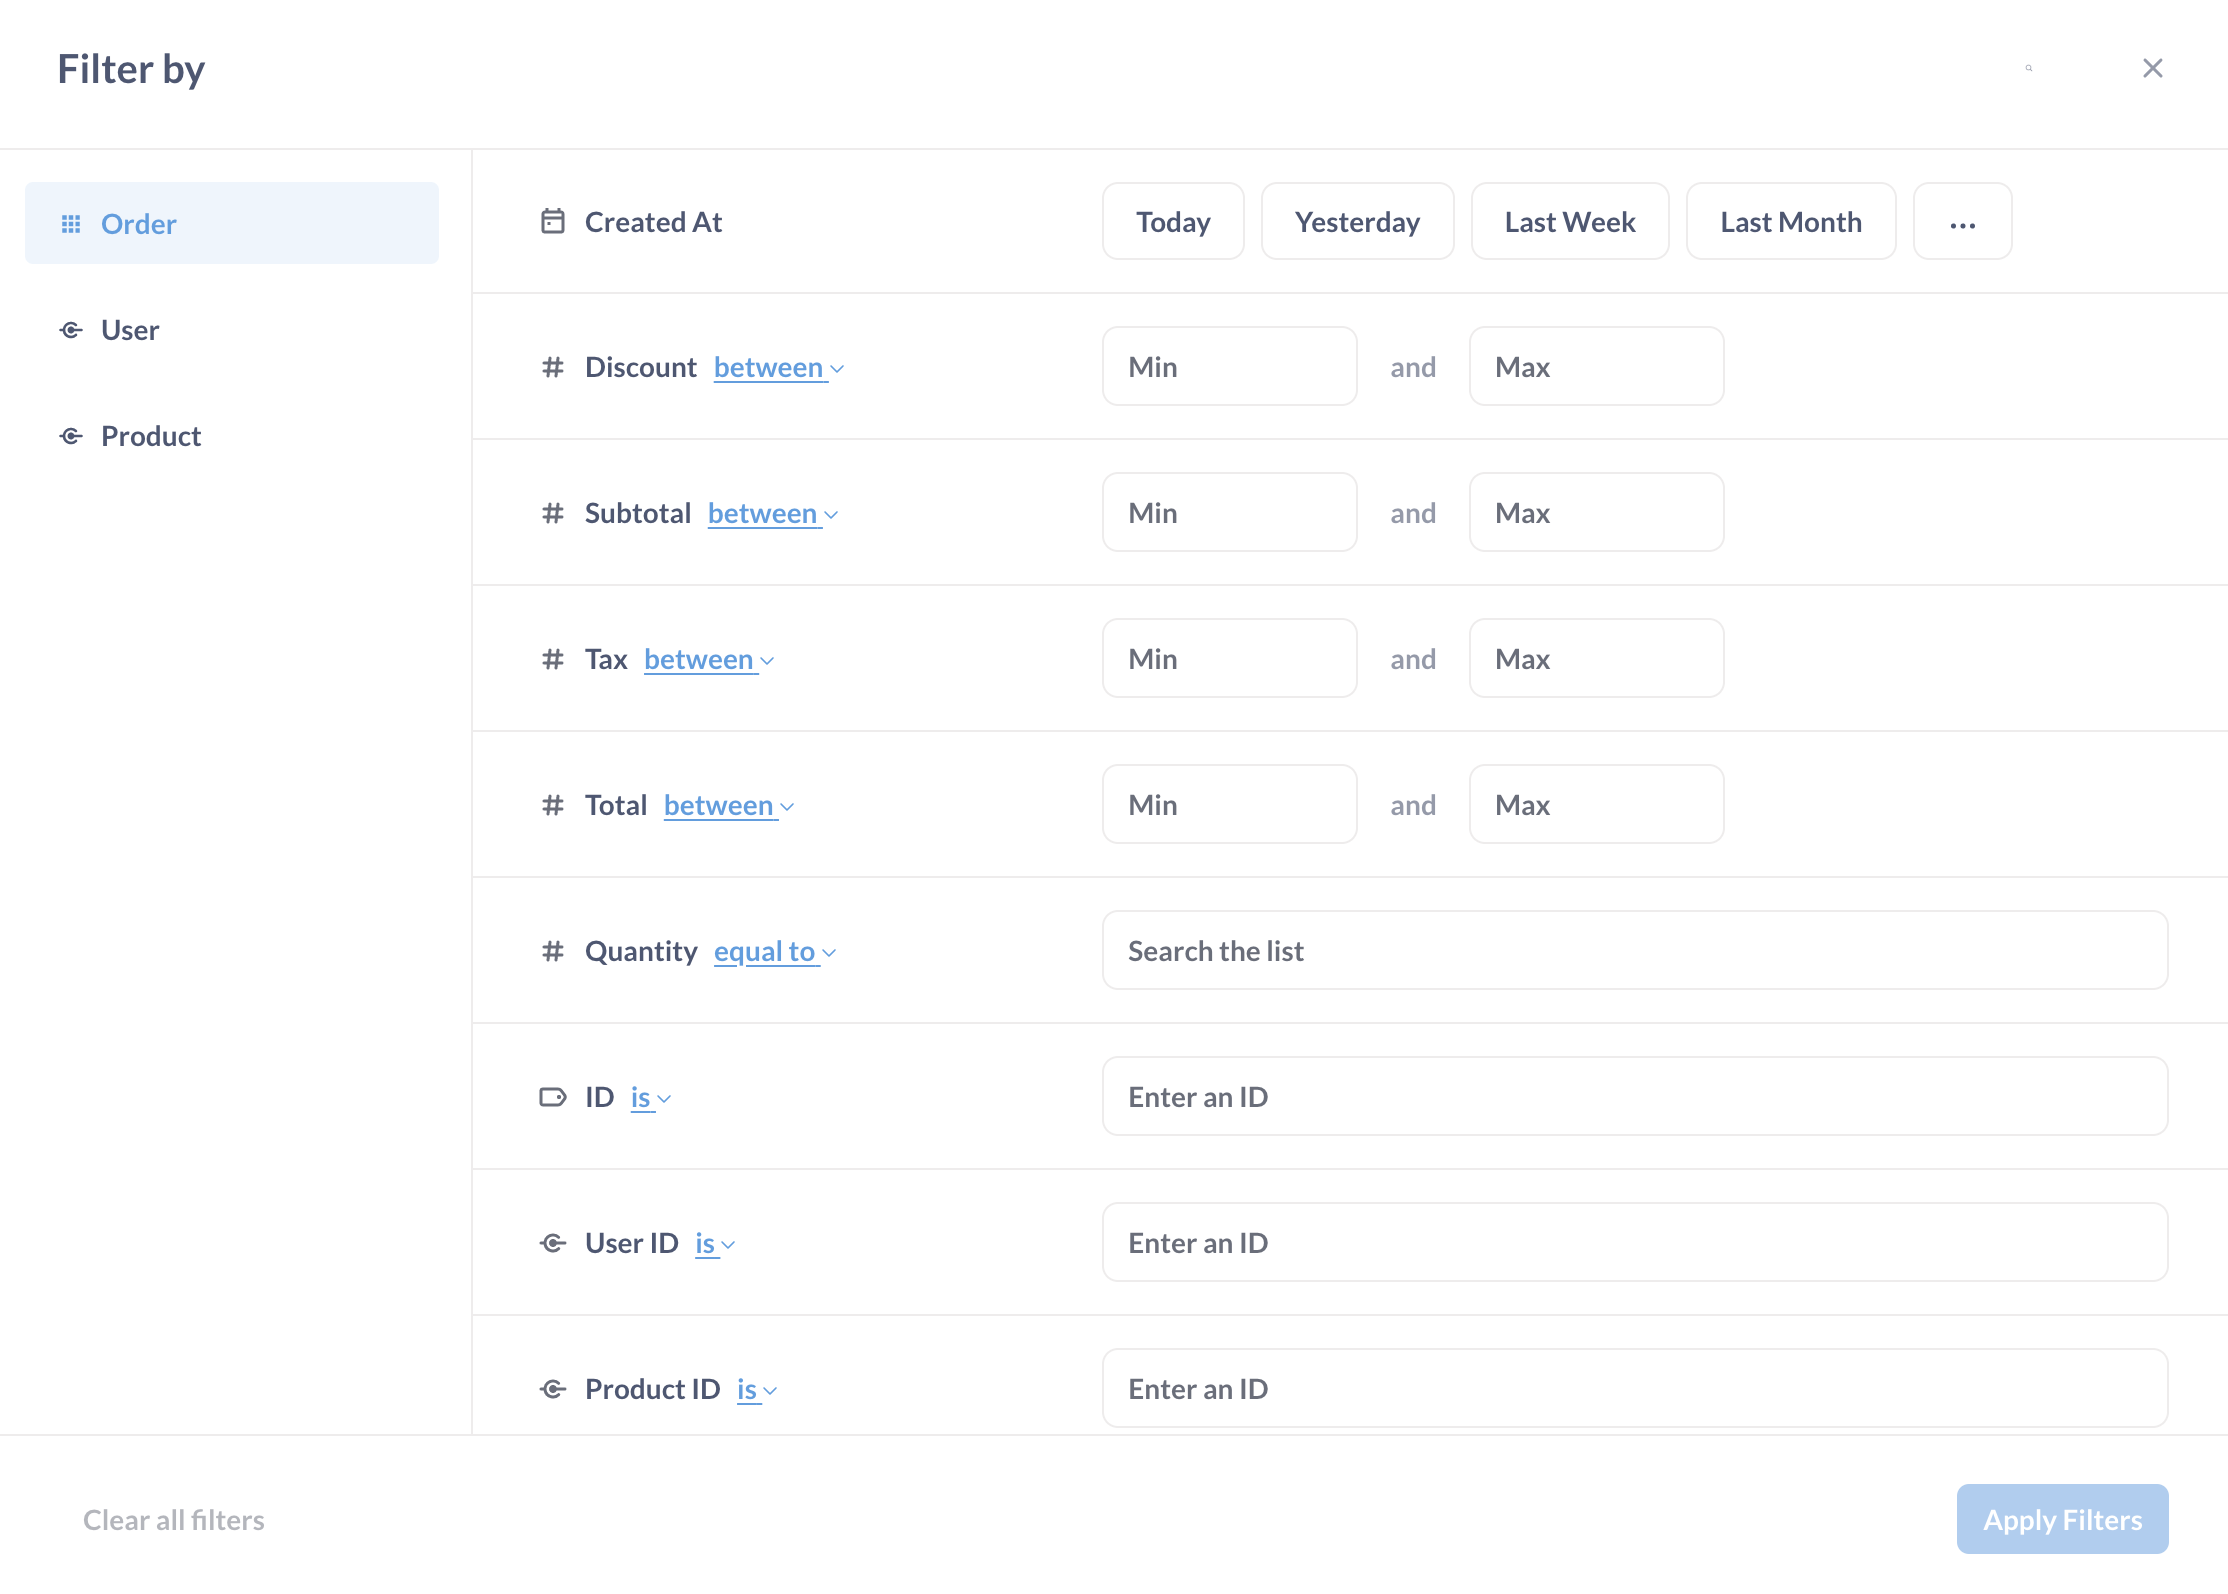 Filter by
Order
User
Product
Created At Today Yesterday Last Week Last Month ...
Discount between Min and Max
Subtotal between Min and Max
Tax between Min and Max
Total between Min and Max
Quantity equal to Search the list
ID is Enter an ID
User ID is Enter an ID
Product ID is Enter an ID
Clear all filters Apply Filters